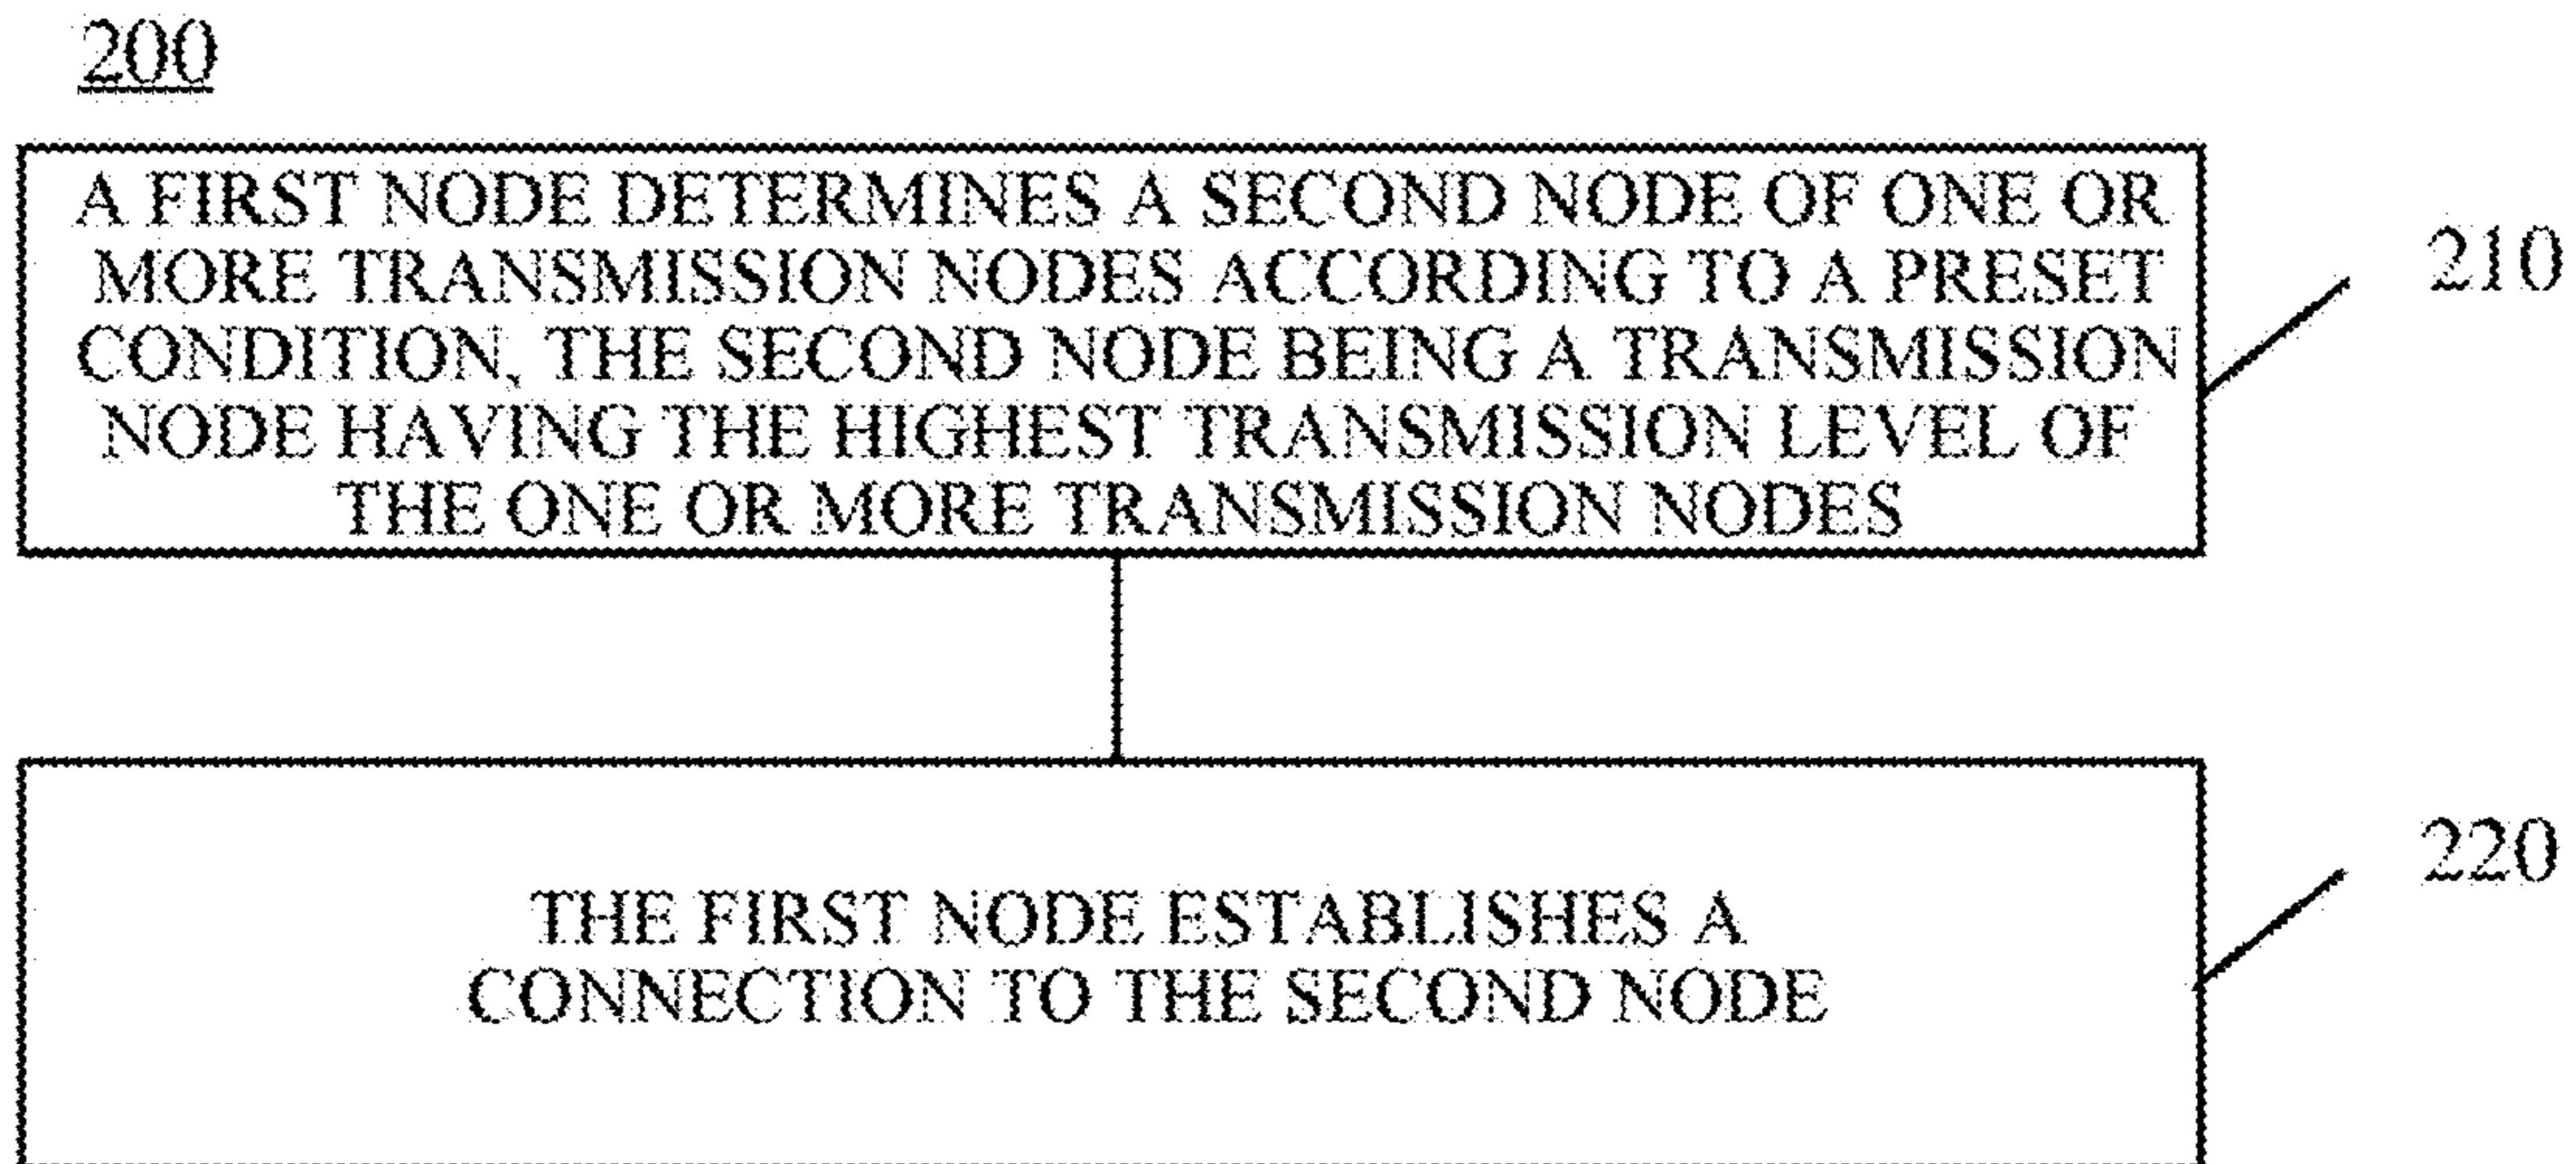 200
A FIRST NODE DETERMINES A SECOND NODE OF ONE OR
MORE TRANSMISSION NODES ACCORDING TO A PRESET
CONDITION, THE SECOND NODE BEING A TRANSMISSION
NODE HAVING THE HIGHEST TRANSMISSION LEVEL OF
THE ONE OR MORE TRANSMISSION NODES
210
THE FIRST NODE ESTABLISHES A
CONNECTION TO THE SECOND NODE
220